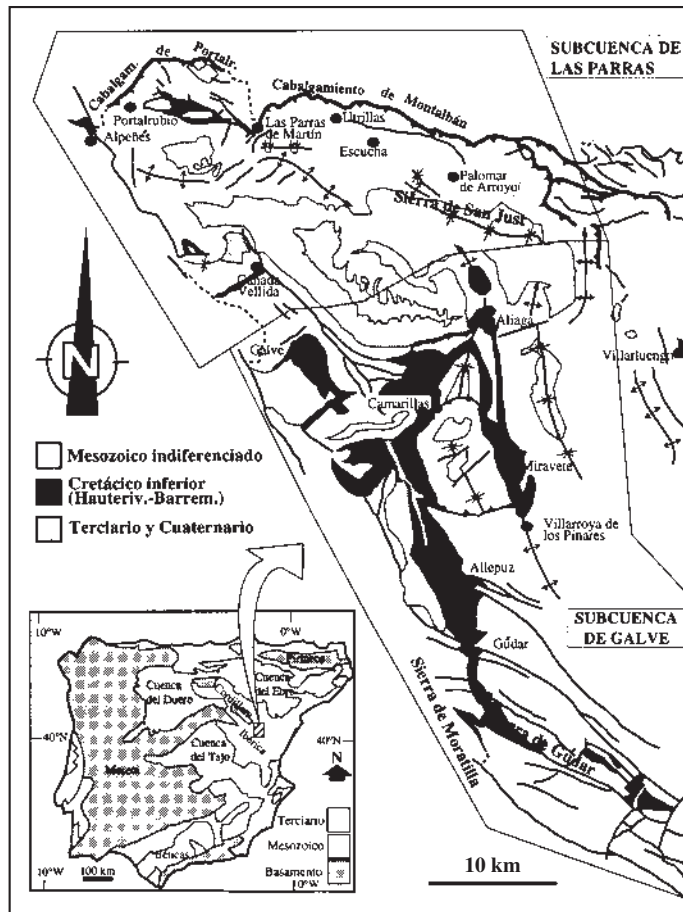 Cabalgam. de Portalr.
SUBCUENCA DE
LAS PARRAS
Cabalgamiento de Montalbán
Portalrubio
Alpeñés
Las Parras
de Martín
Utrillas
Escucha
Palomar
de Arroyo
Sierra de San Just
Cañada
Vellida
Aliaga
Galve
Villarluengo
Camarillas
N
Mesozoico indiferenciado
Cretácico inferior
(Hauteriv.-Barrem.)
Terciario y Cuaternario
Miravete
Villarroya de
los Pinares
Allepuz
SUBCUENCA
DE GALVE
Gúdar
Sierra de Moratilla
Sierra de Gúdar
10°W
0°W
Pirineos
Cuenca
del Duero
Cuenca
del Ebro
Cordillera
Ibérica
40°N
40°N
Cuenca
del Tajo
N
Meseta
Terciario
Mesozoico
Béticas
Basamento
10°W
100 km
0°W
10 km